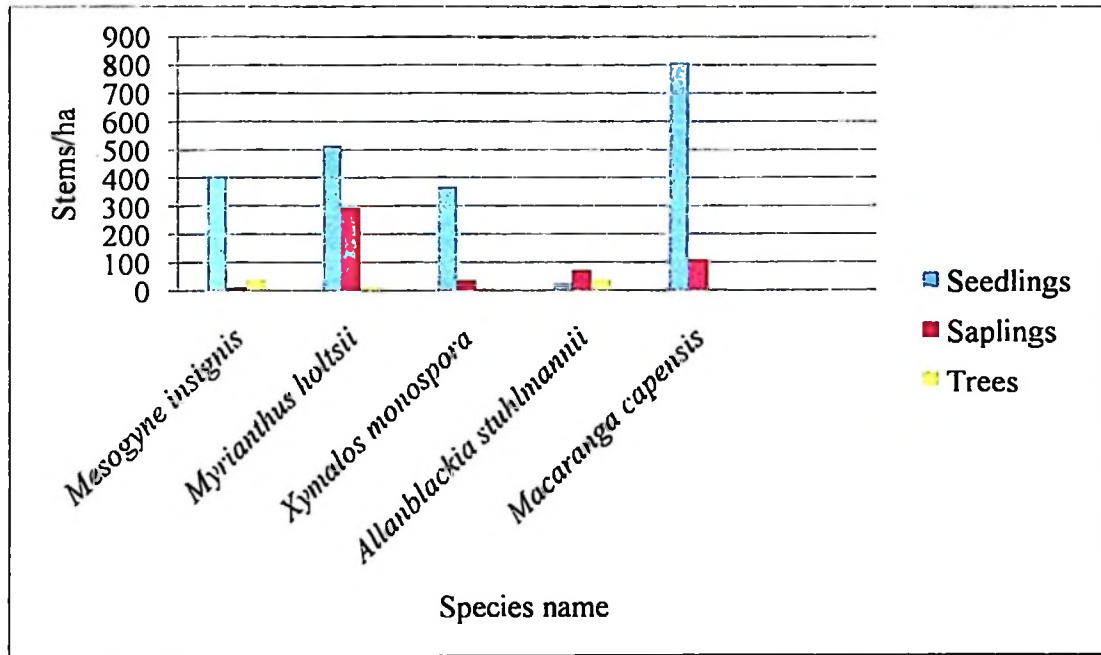 900
800
700
600
500
400
300
200
100
0
Stems/ha
Mesogyne insignis
Myrianthus holtsii
Xymalos monospora
Allanblackia stuhlmannii
Macaranga capensis
Species name
Seedlings
Saplings
Trees